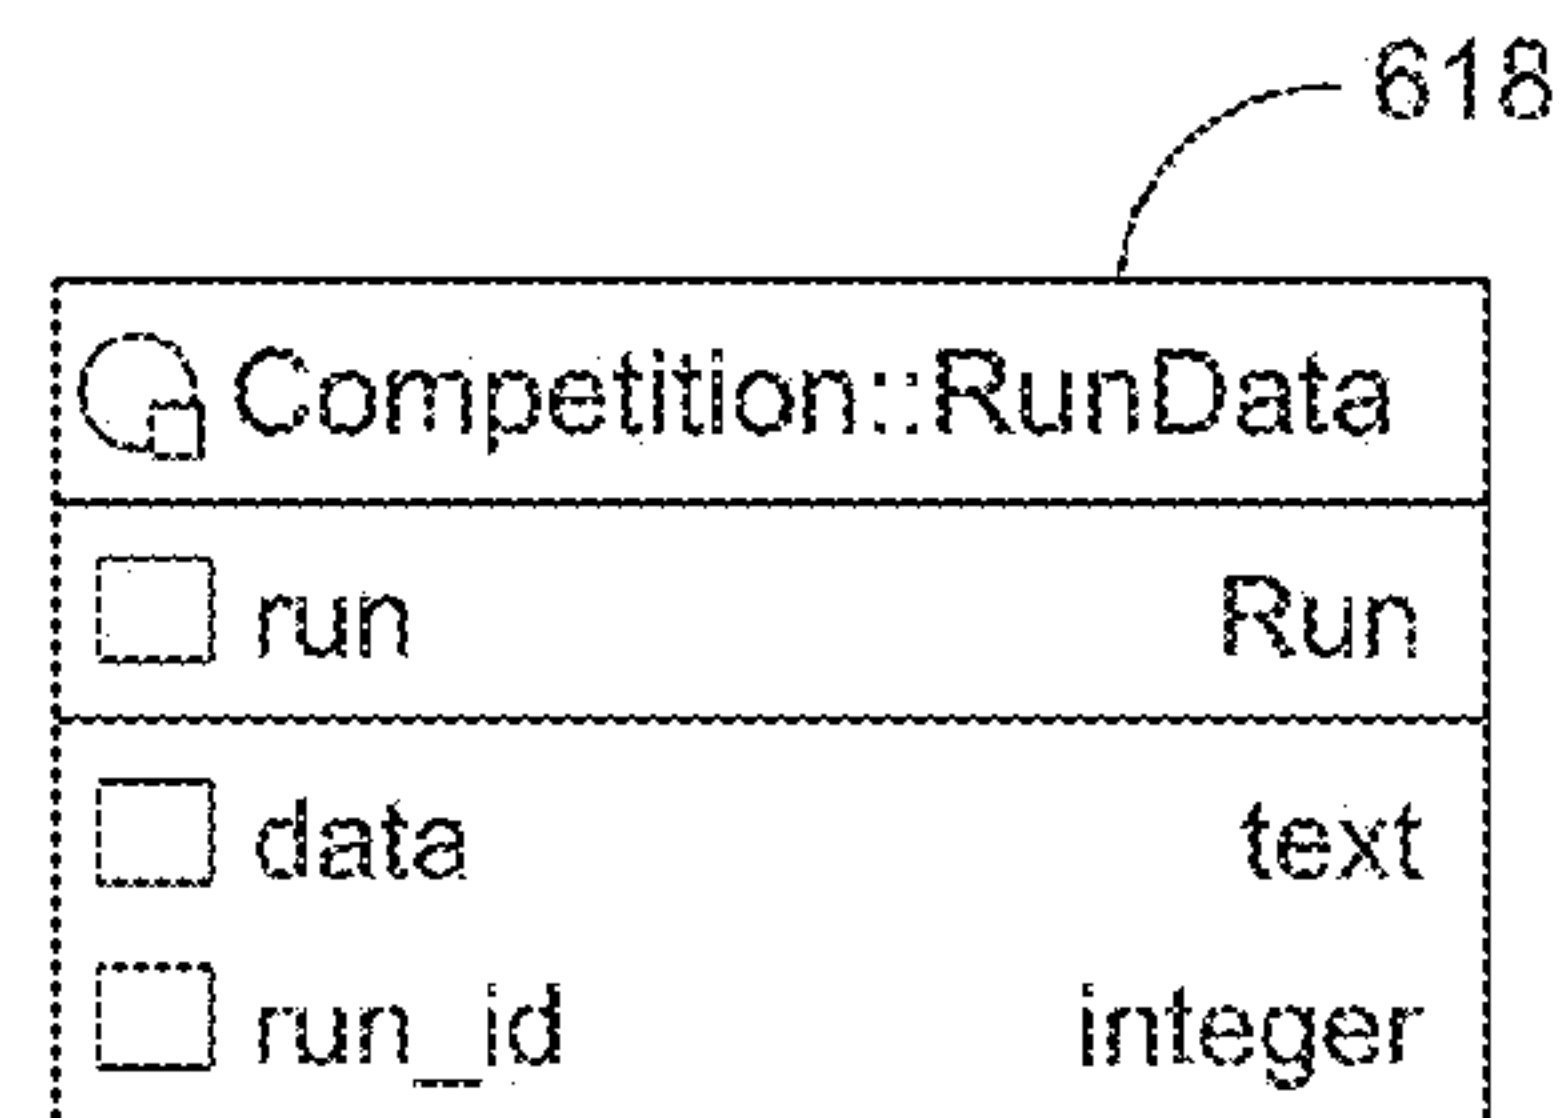 618
Competition::RunData
run Run
data text
run_id integer